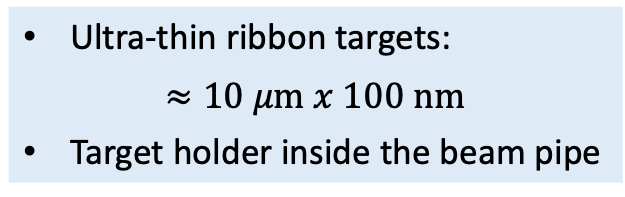 • Ultra-thin ribbon targets:
≈ 10 μm x 100 nm
• Target holder inside the beam pipe